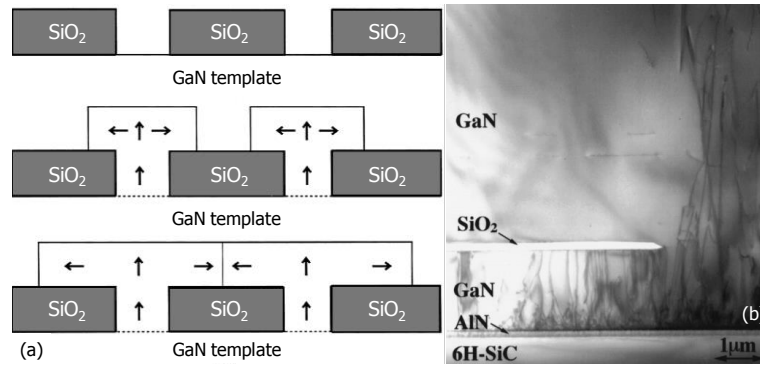 SiO₂ SiO₂ SiO₂
GaN template
SiO₂ SiO₂ SiO₂
GaN template
SiO₂ SiO₂ SiO₂
(a) GaN template
GaN
SiO₂
GaN
AlN
(b)
6H-SiC
1μm